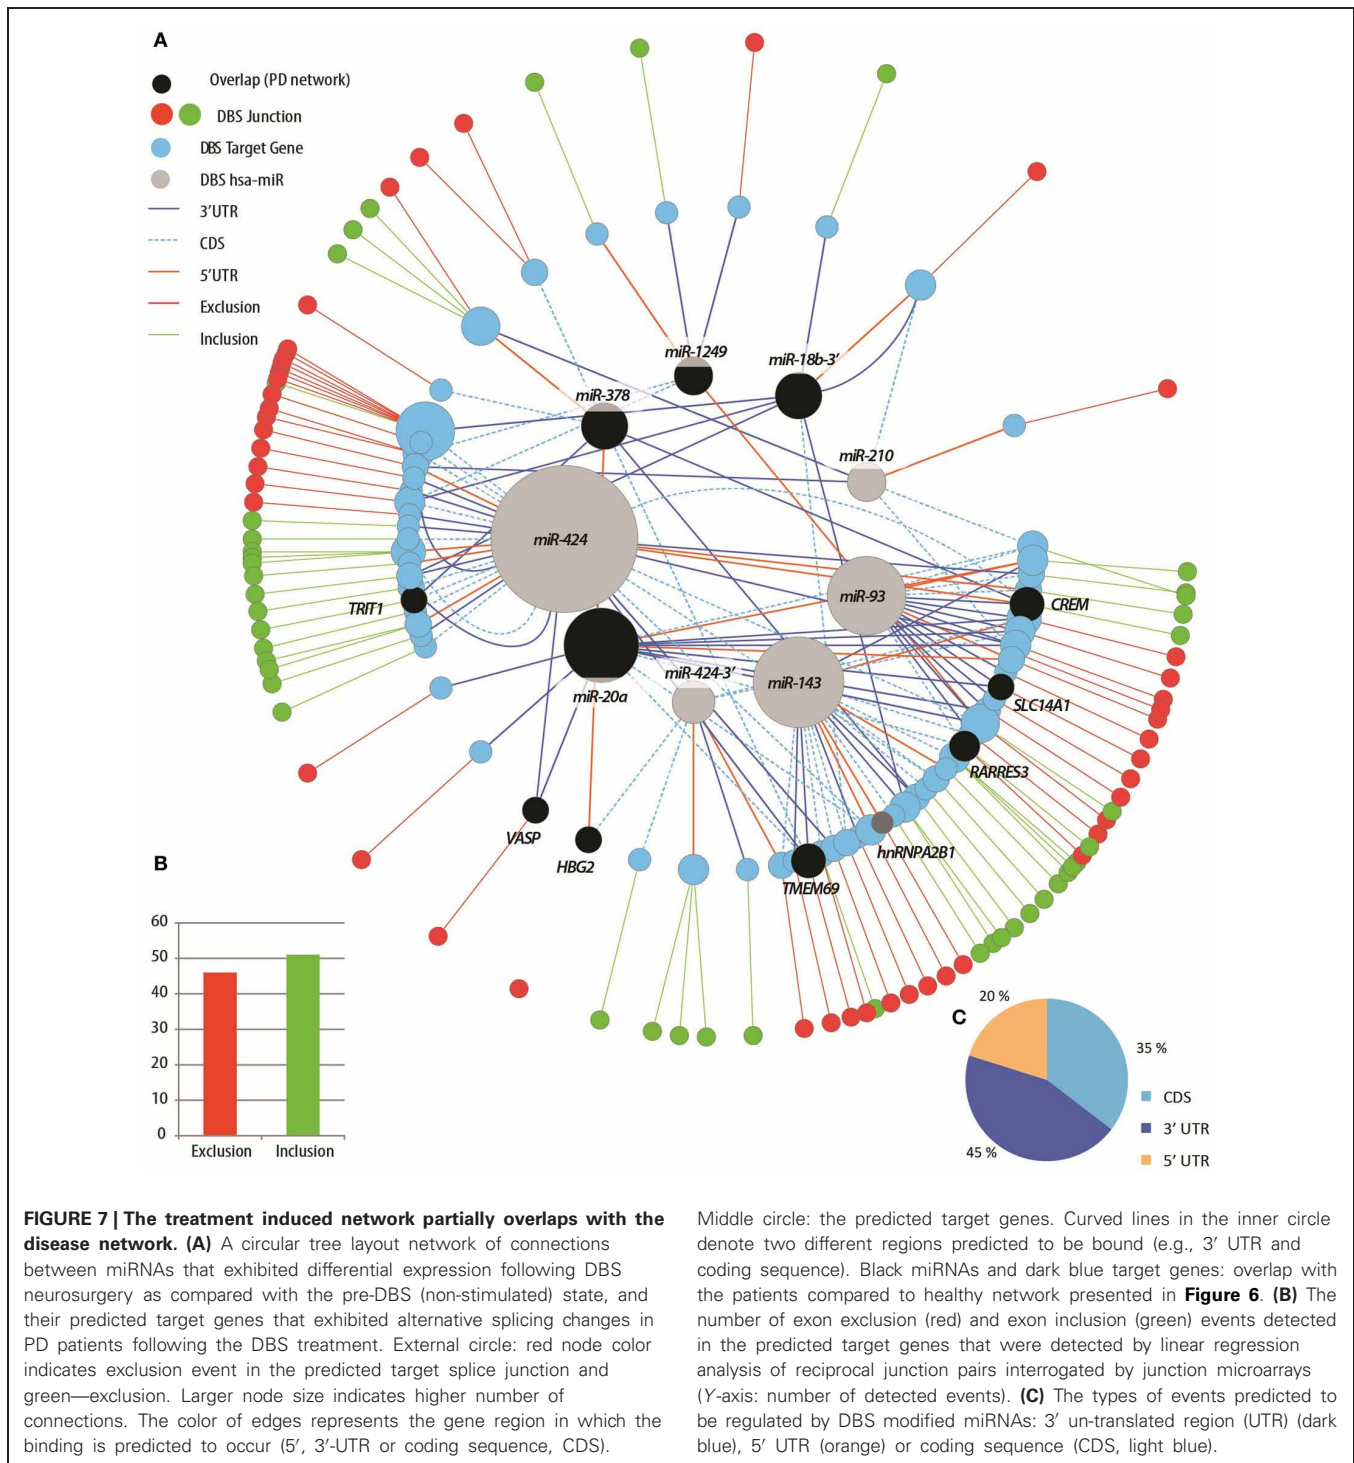 A
Overlap (PD network)
DBS Junction
DBS Target Gene
DBS hsa-miR
3'UTR
CDS
5'UTR
Exclusion
Inclusion
miR-1249
miR-18b-3'
miR-378
miR-210
miR-424
miR-93
CREM
TRIT1
miR-424-3'
miR-143
miR-20a
SLC14A1
RARRES3
VASP
HBG2
hnRNPA2B1
TMEM69
B
60
50
40
30
20
10
0
Exclusion
Inclusion
C
20 %
35 %
45 %
CDS
3' UTR
5' UTR
FIGURE 7 | The treatment induced network partially overlaps with the
disease network. (A) A circular tree layout network of connections
between miRNAs that exhibited differential expression following DBS
neurosurgery as compared with the pre-DBS (non-stimulated) state, and
their predicted target genes that exhibited alternative splicing changes in
PD patients following the DBS treatment. External circle: red node color
indicates exclusion event in the predicted target splice junction and
green—exclusion. Larger node size indicates higher number of
connections. The color of edges represents the gene region in which the
binding is predicted to occur (5′, 3′-UTR or coding sequence, CDS).
Middle circle: the predicted target genes. Curved lines in the inner circle
denote two different regions predicted to be bound (e.g., 3′ UTR and
coding sequence). Black miRNAs and dark blue target genes: overlap with
the patients compared to healthy network presented in Figure 6. (B) The
number of exon exclusion (red) and exon inclusion (green) events detected
in the predicted target genes that were detected by linear regression
analysis of reciprocal junction pairs interrogated by junction microarrays
(Y-axis: number of detected events). (C) The types of events predicted to
be regulated by DBS modified miRNAs: 3′ un-translated region (UTR) (dark
blue), 5′ UTR (orange) or coding sequence (CDS, light blue).